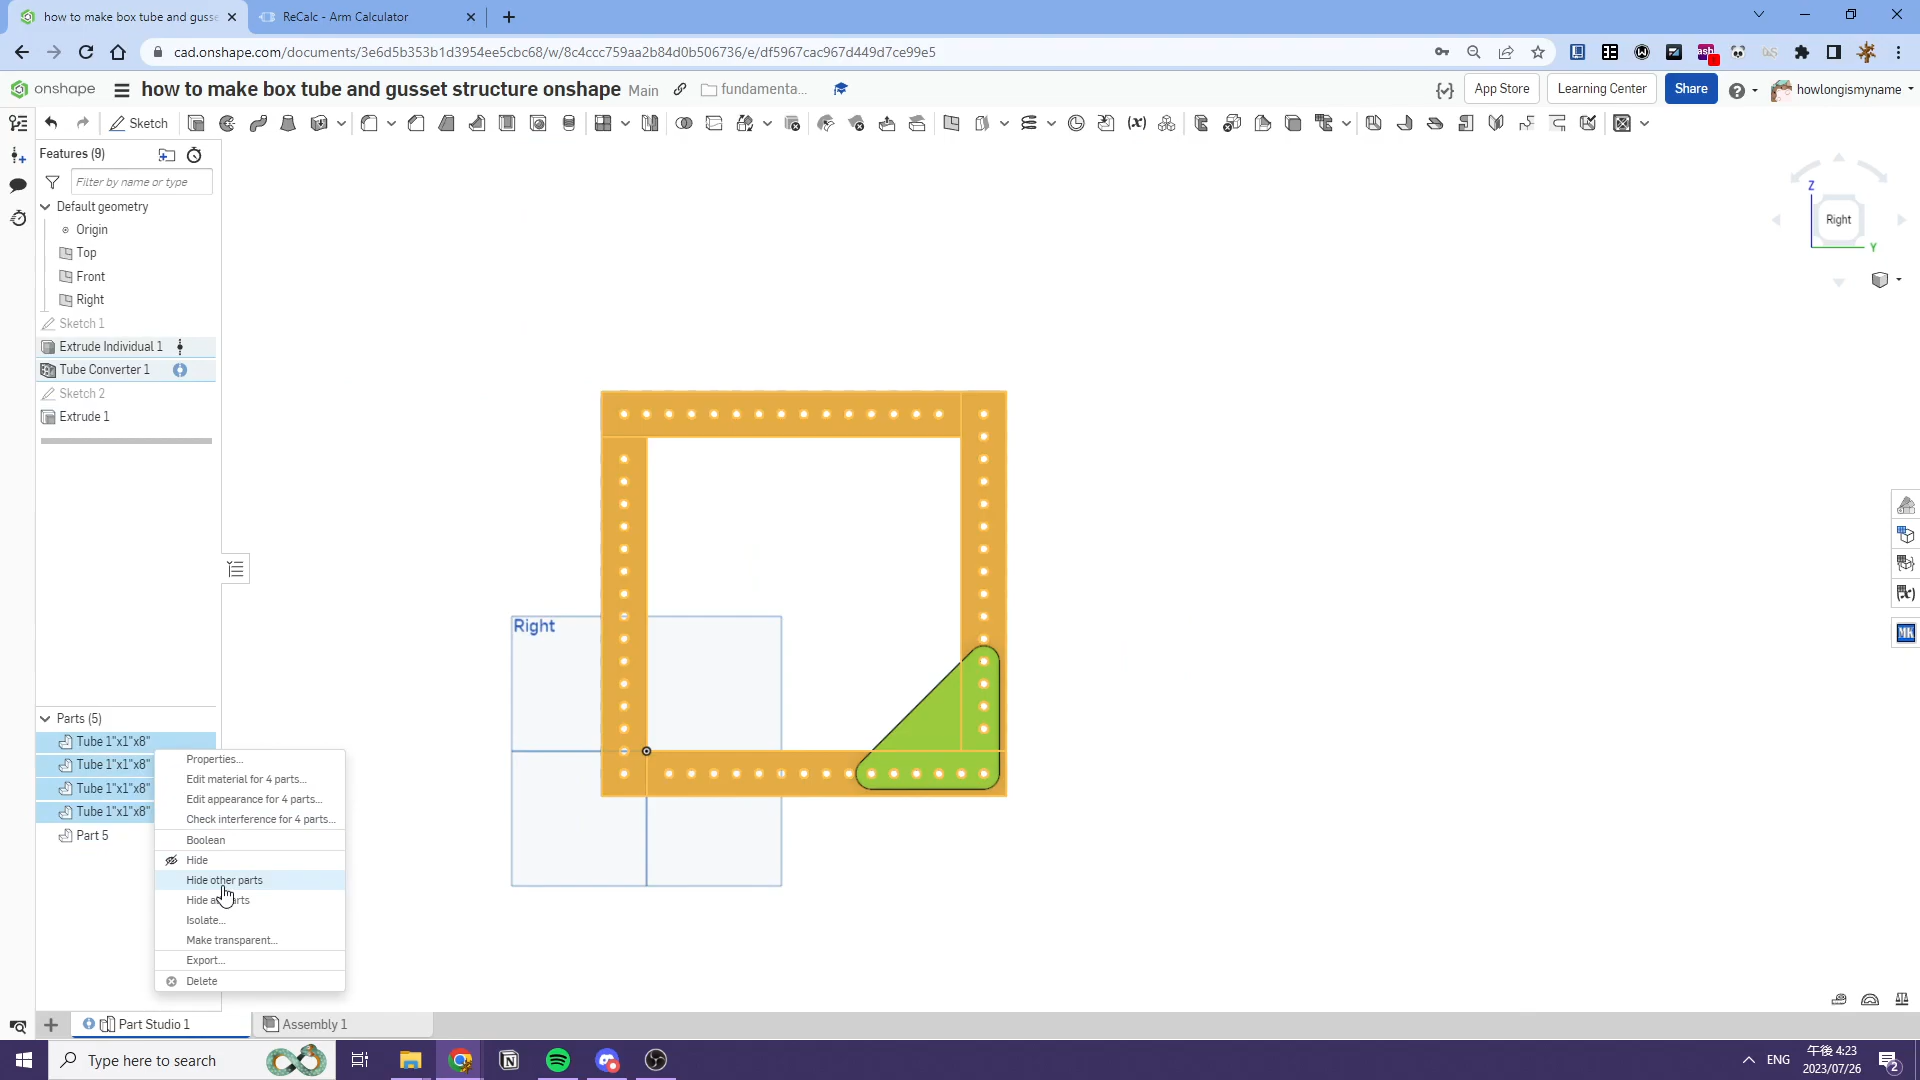 how to make box tube and gusse
ReCalc - Arm Calculator
cad.onshape.com/documents/3e6d5b353b1d3954ee5cbc68/w/8c4ccc759aa2b84d0b506736/e/df5967cac967d449d7ce99e5
onshape
how to make box tube and gusset structure onshape
Main
fundamenta...
App Store
Learning Center
Share
howlongismyname
Sketch
Features (9)
Filter by name or type
Default geometry
Origin
Top
Front
Right
Sketch 1
Extrude Individual 1
Tube Converter 1
Sketch 2
Extrude 1
Z
Right
Y
Right
(x)
MK
Parts (5)
Tube 1"x1"x8"
Tube 1"x1"x8"
Tube 1"x1"x8"
Tube 1"x1"x8"
Part 5
Properties...
Edit material for 4 parts...
Edit appearance for 4 parts...
Check interference for 4 parts...
Boolean
Hide
Hide other parts
Hide a arts
Isolate...
Make transparent...
Export...
Delete
Part Studio 1
Assembly 1
Type here to search
ENG
午後 4:23
2023/07/26
2